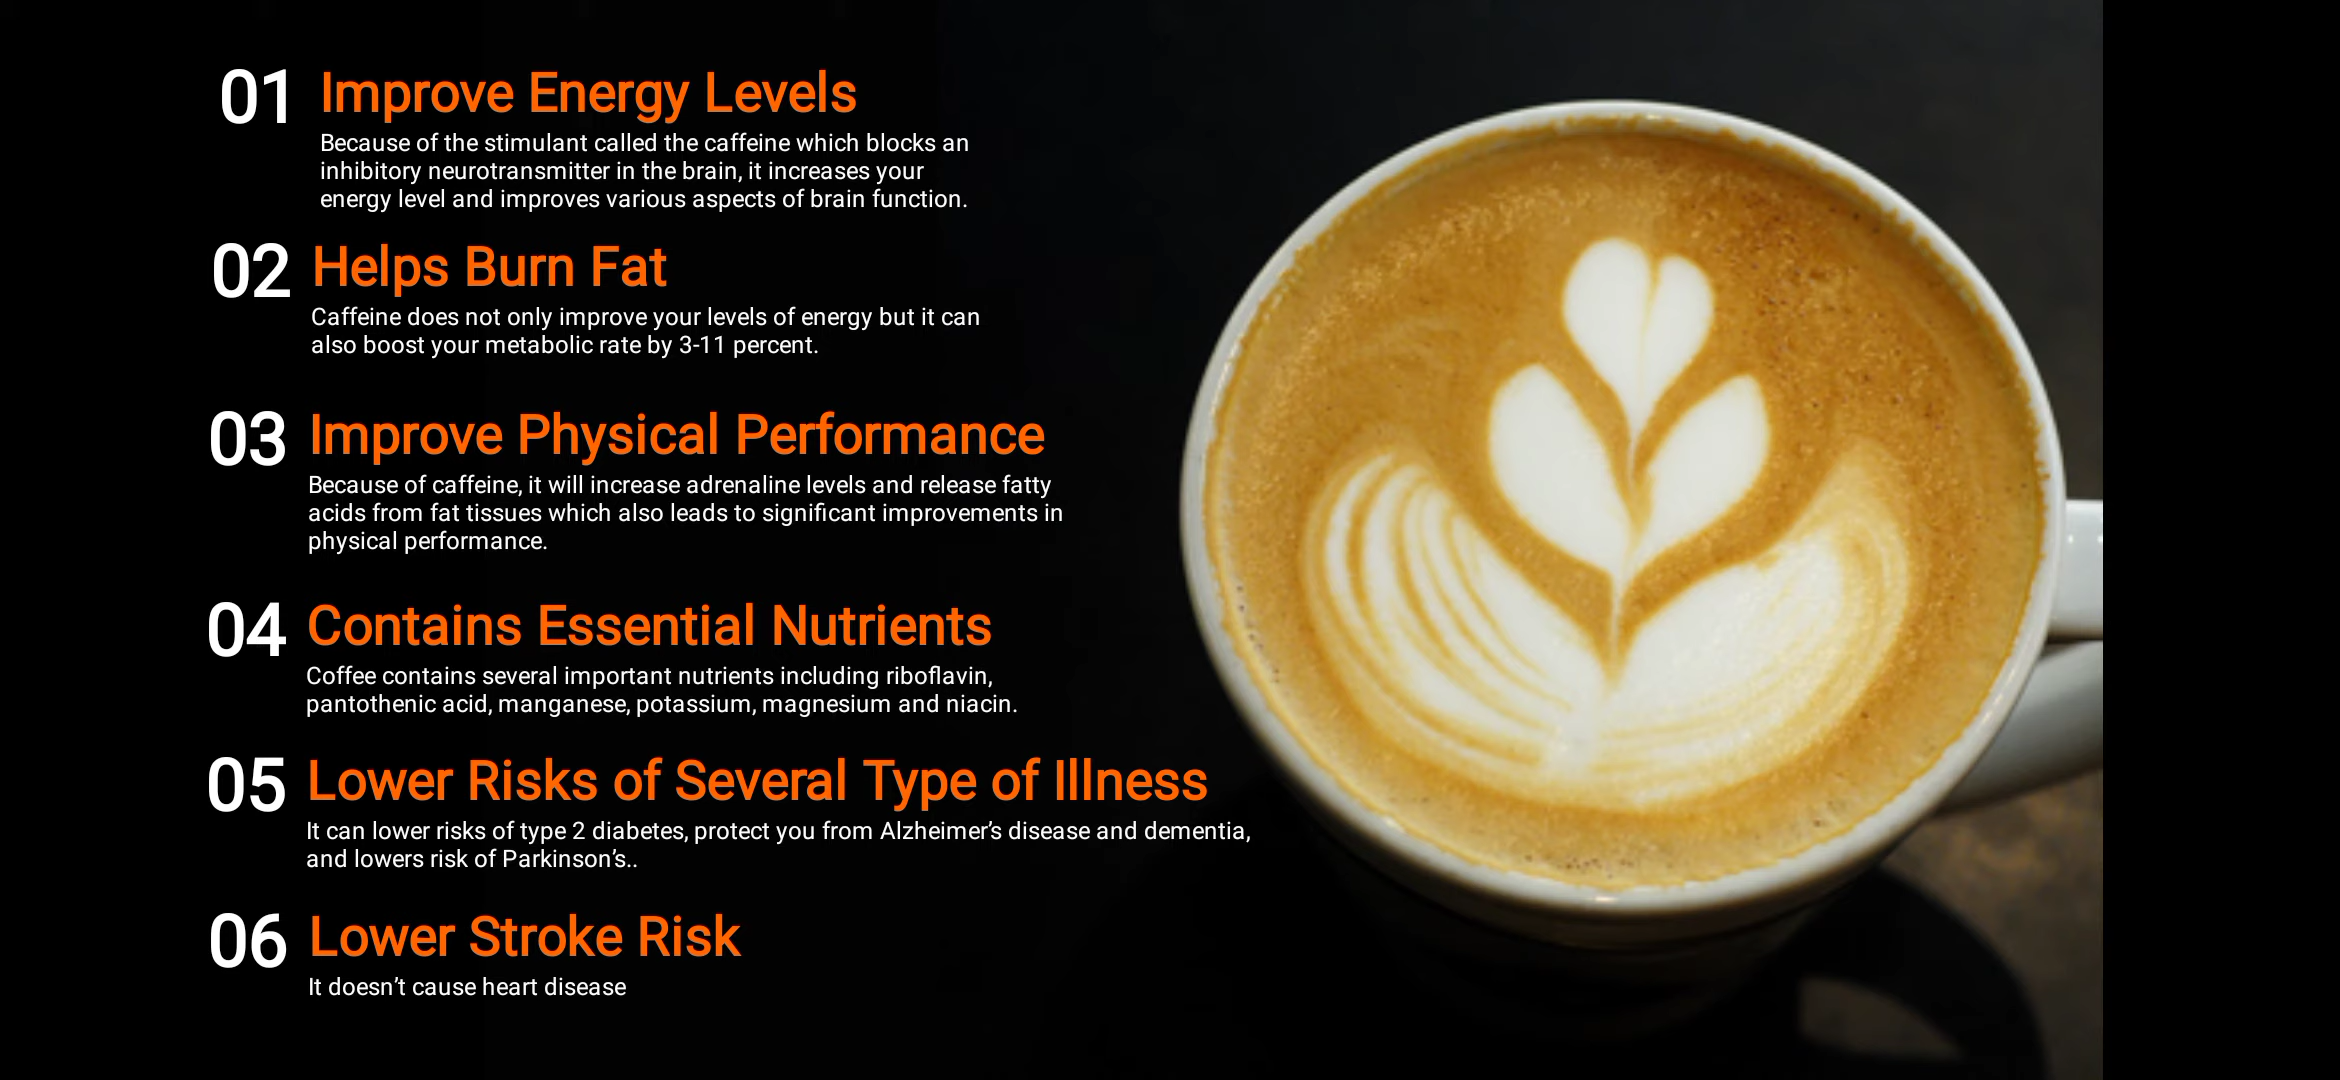 01 Improve Energy Levels
Because of the stimulant called the caffeine which blocks an
inhibitory neurotransmitter in the brain, it increases your
energy level and improves various aspects of brain function.
02 Helps Burn Fat
Caffeine does not only improve your levels of energy but it can
also boost your metabolic rate by 3-11 percent.
03 Improve Physical Performance
Because of caffeine, it will increase adrenaline levels and release fatty
acids from fat tissues which also leads to significant improvements in
physical performance.
04 Contains Essential Nutrients
Coffee contains several important nutrients including riboflavin,
pantothenic acid, manganese, potassium, magnesium and niacin.
05 Lower Risks of Several Type of Illness
It can lower risks of type 2 diabetes, protect you from Alzheimer’s disease and dementia,
and lowers risk of Parkinson’s..
06 Lower Stroke Risk
It doesn’t cause heart disease